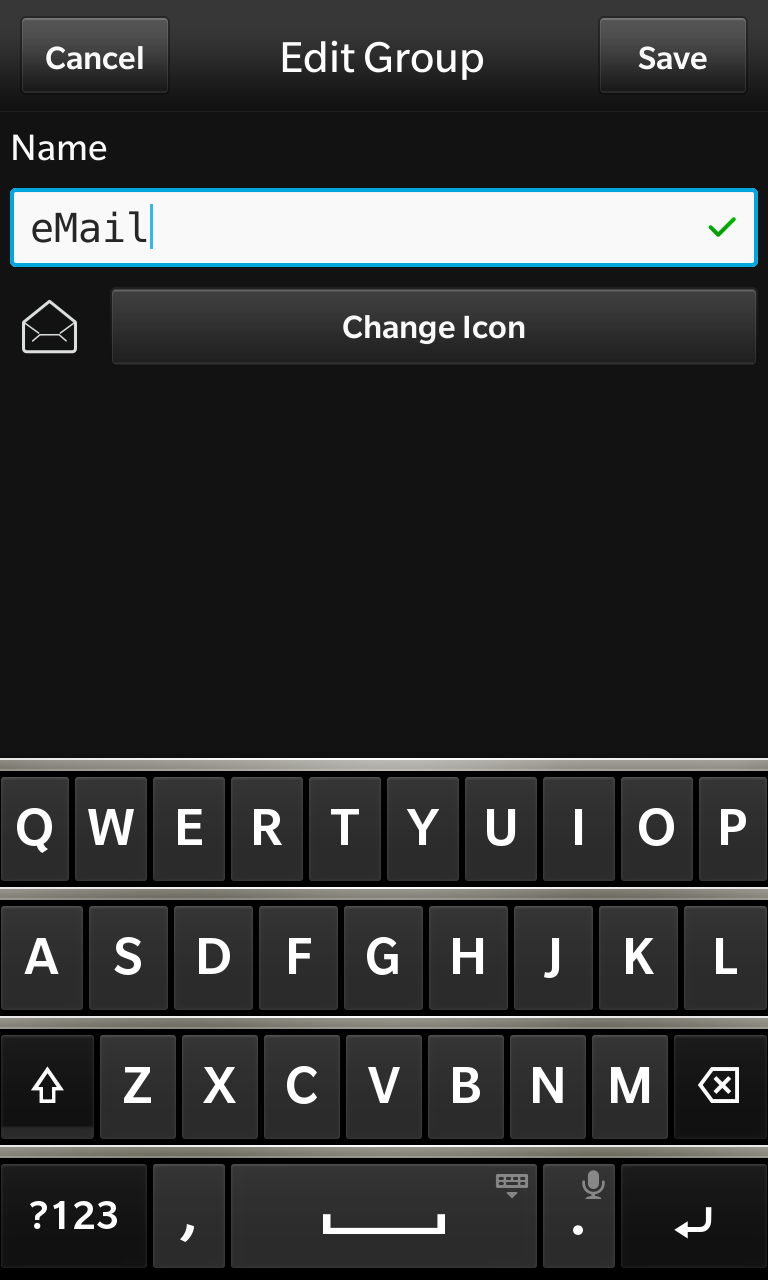 Cancel Edit Group Save
Name
eMail
Change Icon
Q W E R T Y U I O P
A S D F G H J K L
Z X C V B N M
?123 , .